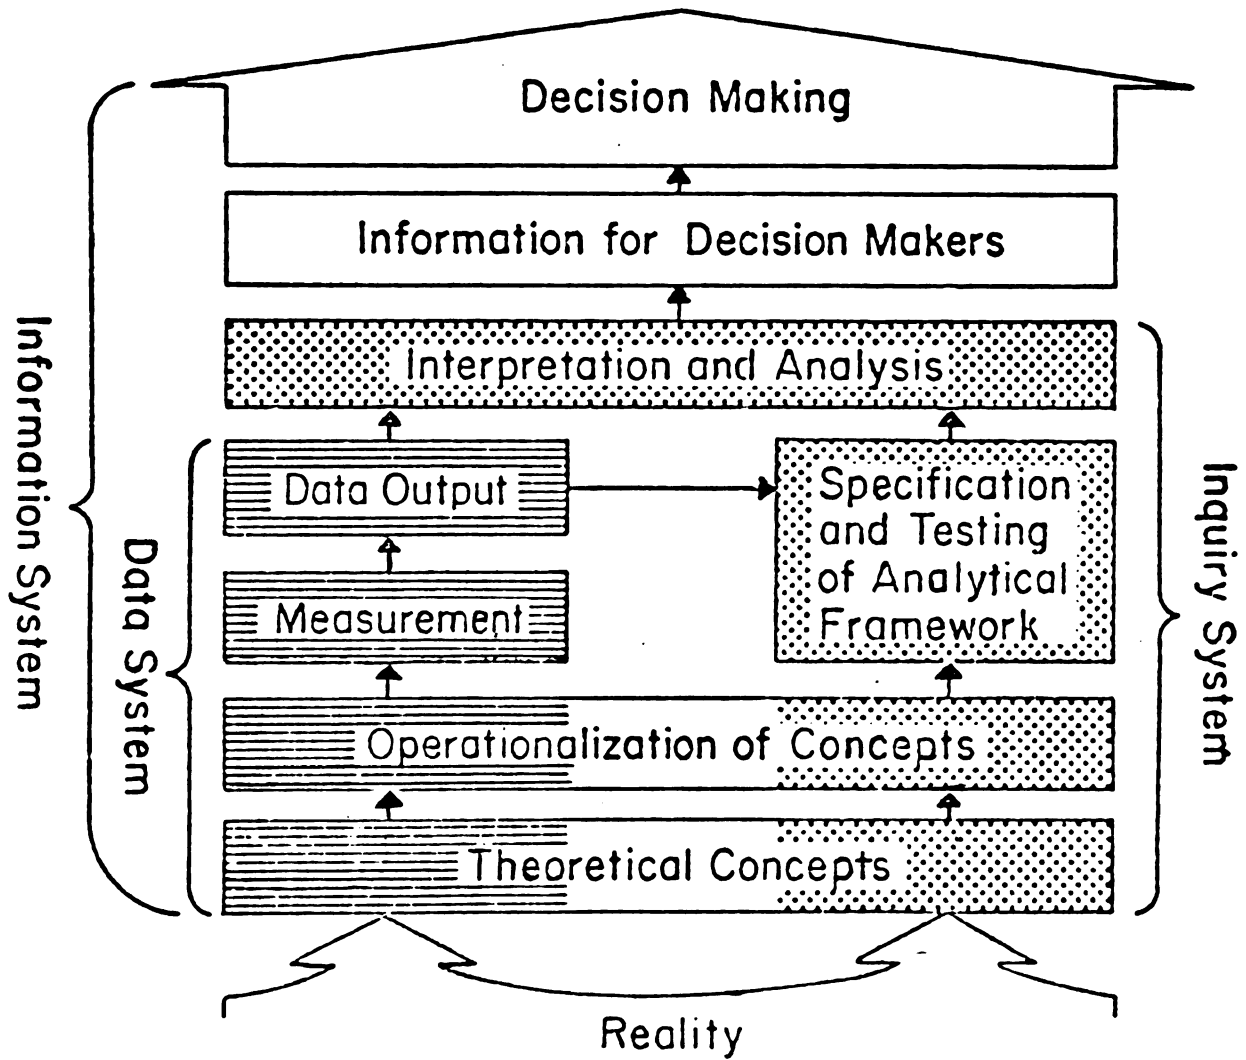 Decision Making
Information for Decision Makers
Interpretation and Analysis
Data Output
Specification
and Testing
of Analytical
Framework
Measurement
Operationalization of Concepts
Theoretical Concepts
Reality
Information System
Data System
Inquiry System